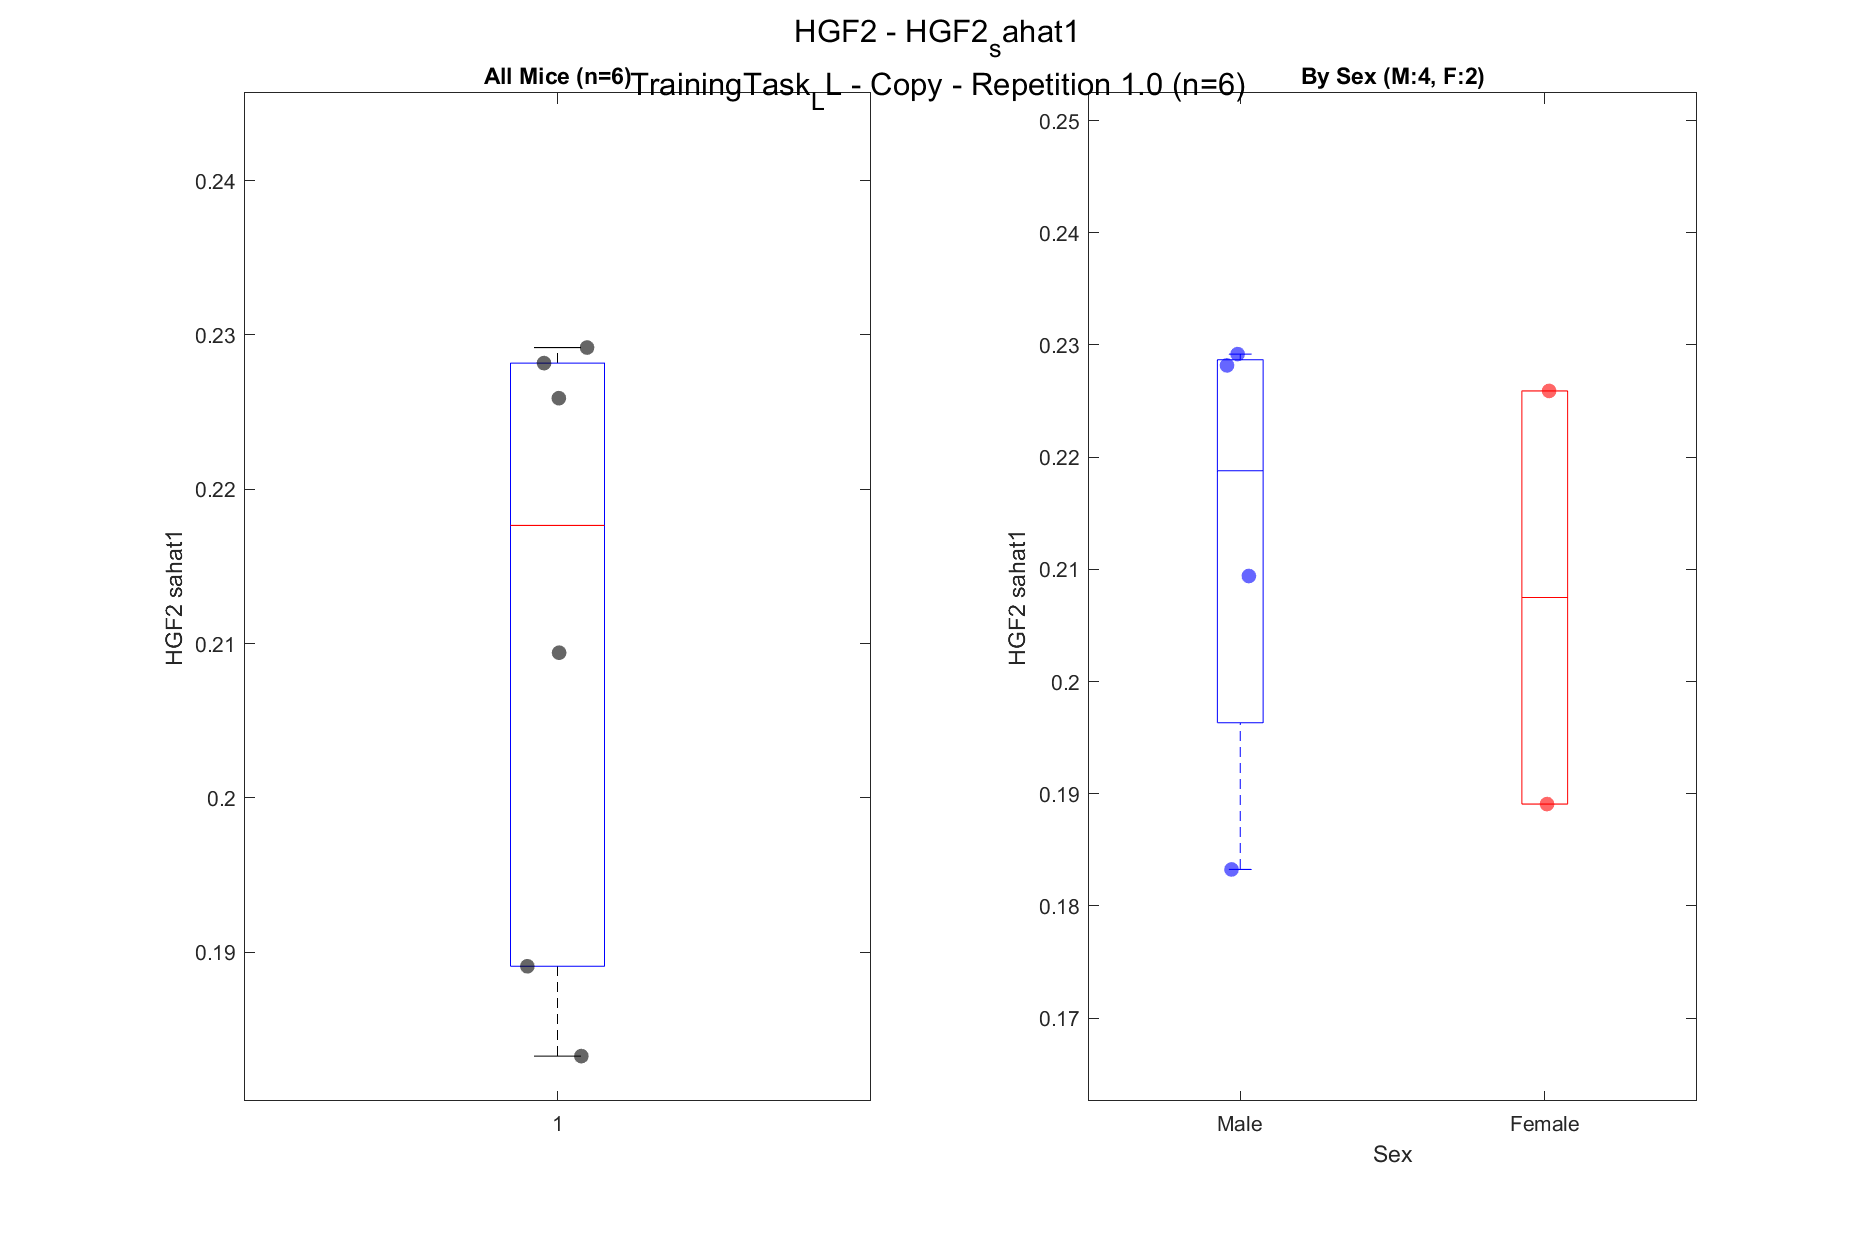 HGF2 - HGF2sahat1
TrainingTaskLL - Copy - Repetition 1.0 (n=6)
All Mice (n=6)
HGF2 sahat1
0.24
0.23
0.22
0.21
0.2
0.19
1
By Sex (M:4, F:2)
HGF2 sahat1
0.25
0.24
0.23
0.22
0.21
0.2
0.19
0.18
0.17
Male
Female
Sex